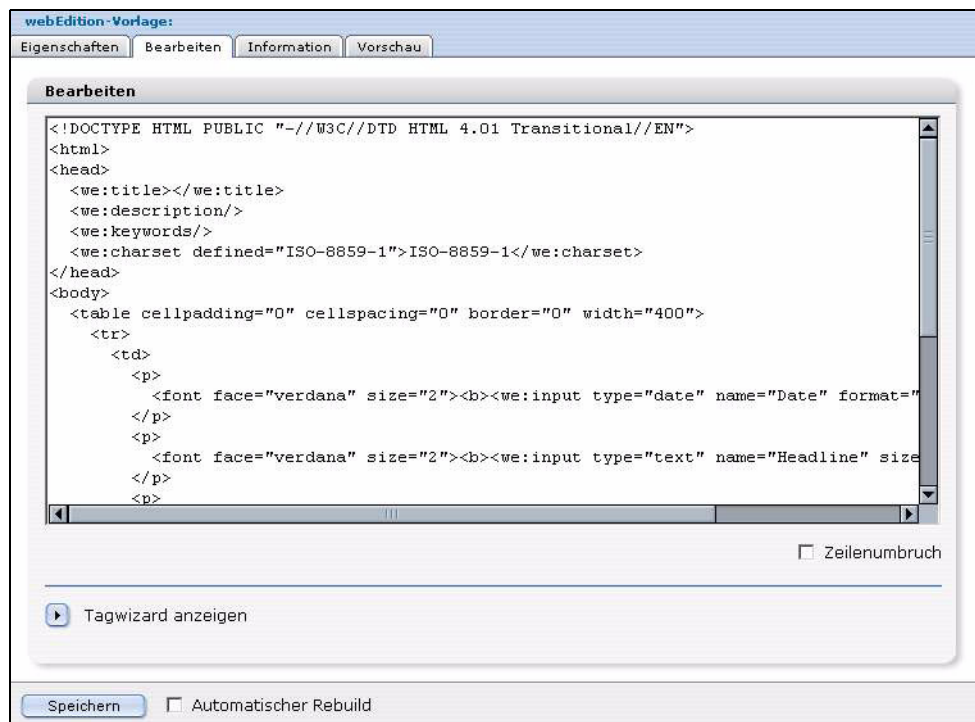 webEdition-Vorlage:
Eigenschaften Bearbeiten Information Vorschau
Bearbeiten
<!DOCTYPE HTML PUBLIC "-//W3C//DTD HTML 4.01 Transitional//EN">
<html>
<head>
  <we:title></we:title>
  <we:description/>
  <we:keywords/>
  <we:charset defined="ISO-8859-1">ISO-8859-1</we:charset>
</head>
<body>
  <table cellpadding="0" cellspacing="0" border="0" width="400">
    <tr>
      <td>
        <p>
          <font face="verdana" size="2"><b><we:input type="date" name="Date" format="
        </p>
        <p>
          <font face="verdana" size="2"><b><we:input type="text" name="Headline" size
        </p>
        <p>
Zeilenumbruch
Tagwizard anzeigen
Speichern Automatischer Rebuild